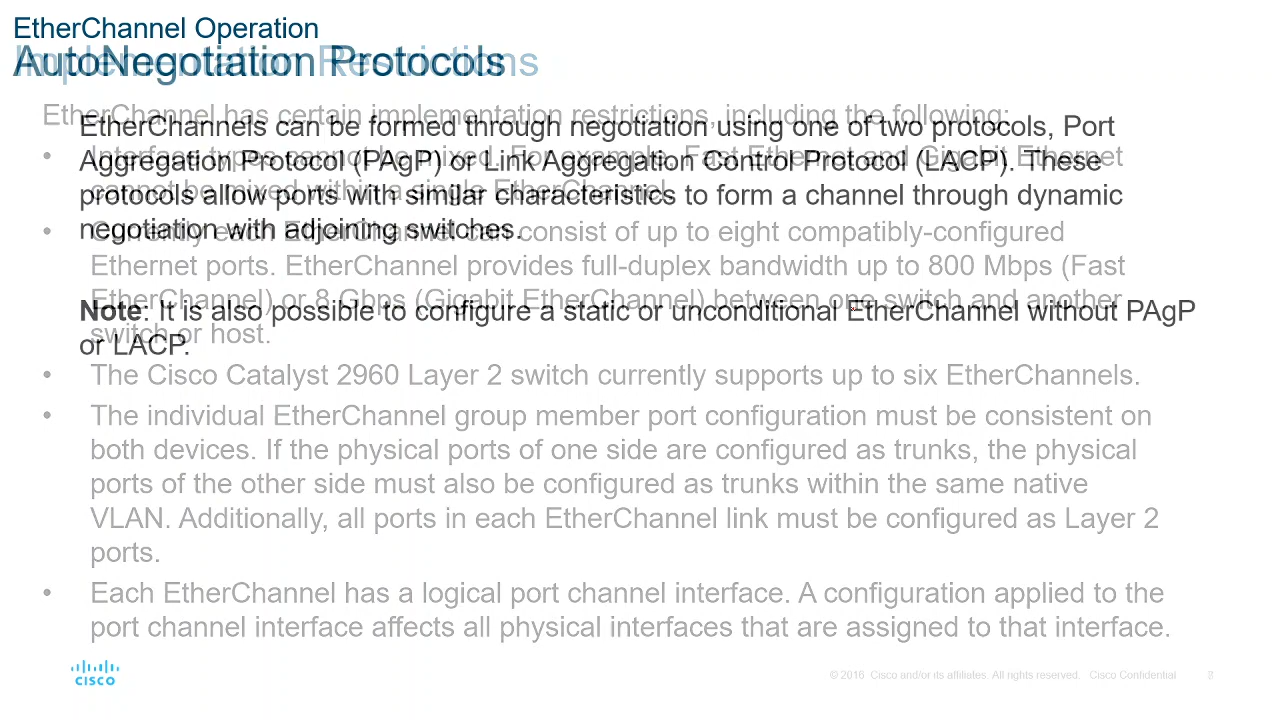 EtherChannel Operation
AutoNegotiation Protocols
Implementation Restrictions
EtherChannels can be formed through negotiation using one of two protocols, Port
Aggregation Protocol (PAgP) or Link Aggregation Control Protocol (LACP). These
protocols allow ports with similar characteristics to form a channel through dynamic
negotiation with adjoining switches.
Note: It is also possible to configure a static or unconditional EtherChannel without PAgP
or LACP.
EtherChannel has certain implementation restrictions, including the following:
• Interface types cannot be mixed. For example, Fast Ethernet and Gigabit Ethernet
cannot be mixed within a single EtherChannel.
• Currently each EtherChannel can consist of up to eight compatibly-configured
Ethernet ports. EtherChannel provides full-duplex bandwidth up to 800 Mbps (Fast
EtherChannel) or 8 Gbps (Gigabit EtherChannel) between one switch and another
switch or host.
• The Cisco Catalyst 2960 Layer 2 switch currently supports up to six EtherChannels.
• The individual EtherChannel group member port configuration must be consistent on
both devices. If the physical ports of one side are configured as trunks, the physical
ports of the other side must also be configured as trunks within the same native
VLAN. Additionally, all ports in each EtherChannel link must be configured as Layer 2
ports.
• Each EtherChannel has a logical port channel interface. A configuration applied to the
port channel interface affects all physical interfaces that are assigned to that interface.
CISCO
© 2016 Cisco and/or its affiliates. All rights reserved. Cisco Confidential